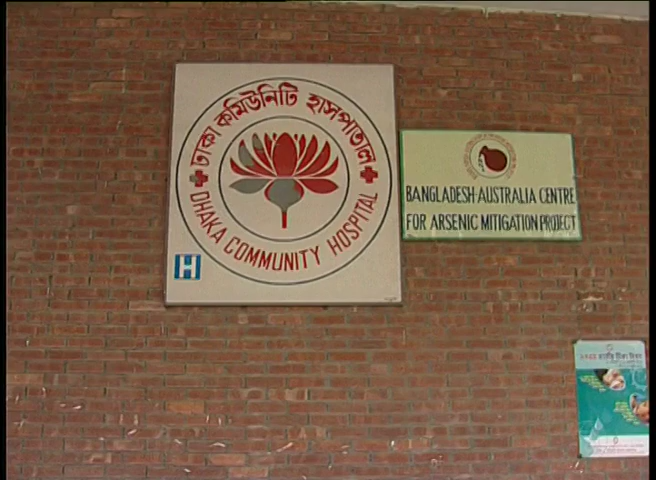 ঢাকা কমিউনিটি হাসপাতাল
DHAKA COMMUNITY HOSPITAL
H
BANGLADESH-AUSTRALIA CENTRE
FOR ARSENIC MITIGATION PROJECT